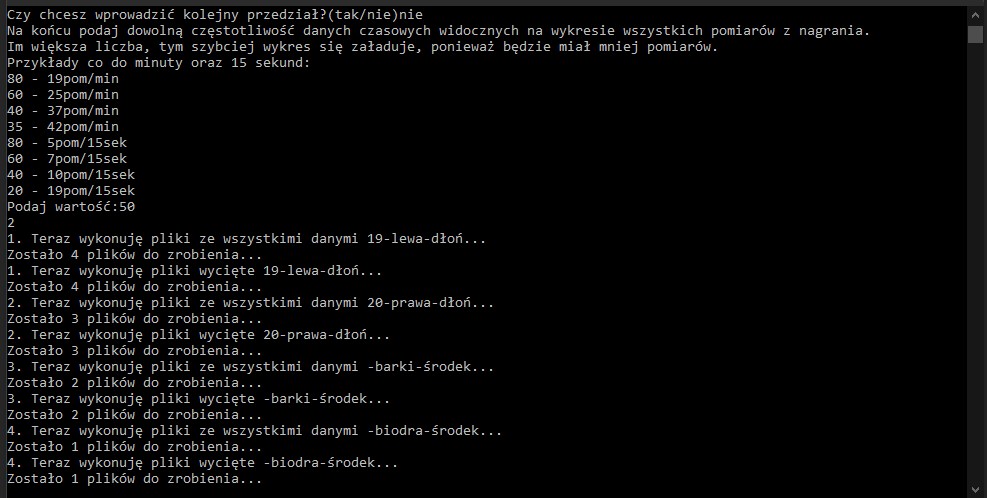 Czy chcesz wprowadzić kolejny przedział?(tak/nie)nie
Na końcu podaj dowolną częstotliwość danych czasowych widocznych na wykresie wszystkich pomiarów z nagrania.
Im większa liczba, tym szybciej wykres się załaduje, ponieważ będzie miał mniej pomiarów.
Przykłady co do minuty oraz 15 sekund:
80 - 19pom/min
60 - 25pom/min
40 - 37pom/min
35 - 42pom/min
80 - 5pom/15sek
60 - 7pom/15sek
40 - 10pom/15sek
20 - 19pom/15sek
Podaj wartość:50
2
1. Teraz wykonuję pliki ze wszystkimi danymi 19-lewa-dłoń...
Zostało 4 plików do zrobienia...
1. Teraz wykonuję pliki wycięte 19-lewa-dłoń...
Zostało 4 plików do zrobienia...
2. Teraz wykonuję pliki ze wszystkimi danymi 20-prawa-dłoń...
Zostało 3 plików do zrobienia...
2. Teraz wykonuję pliki wycięte 20-prawa-dłoń...
Zostało 3 plików do zrobienia...
3. Teraz wykonuję pliki ze wszystkimi danymi -barki-środek...
Zostało 2 plików do zrobienia...
3. Teraz wykonuję pliki wycięte -barki-środek...
Zostało 2 plików do zrobienia...
4. Teraz wykonuję pliki ze wszystkimi danymi -biodra-środek...
Zostało 1 plików do zrobienia...
4. Teraz wykonuję pliki wycięte -biodra-środek...
Zostało 1 plików do zrobienia...